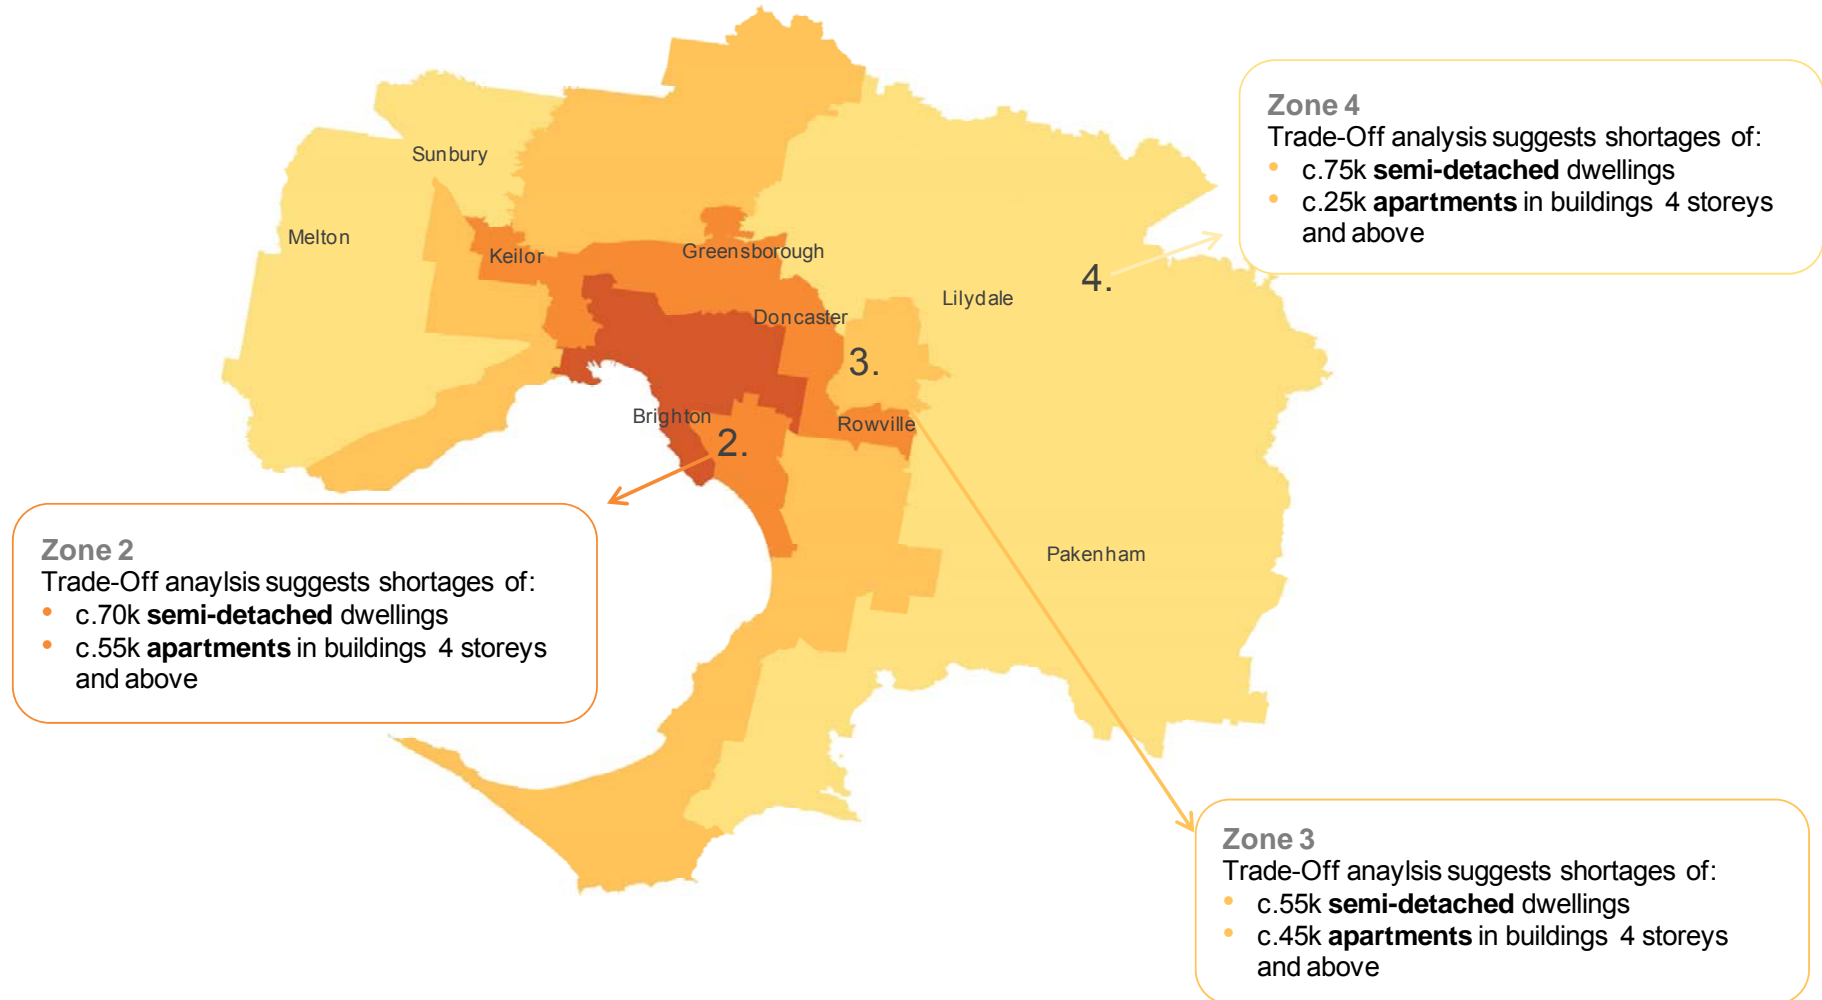 Zone 4
Trade-Off analysis suggests shortages of:
• c.75k semi-detached dwellings
• c.25k apartments in buildings 4 storeys
and above
Sunbury
Melton
Keilor
Greensborough
4.
Lilydale
Doncaster
3.
Brighton
Rowville
2.
Pakenham
Zone 2
Trade-Off anaylsis suggests shortages of:
• c.70k semi-detached dwellings
• c.55k apartments in buildings 4 storeys
and above
Zone 3
Trade-Off anaylsis suggests shortages of:
• c.55k semi-detached dwellings
• c.45k apartments in buildings 4 storeys
and above